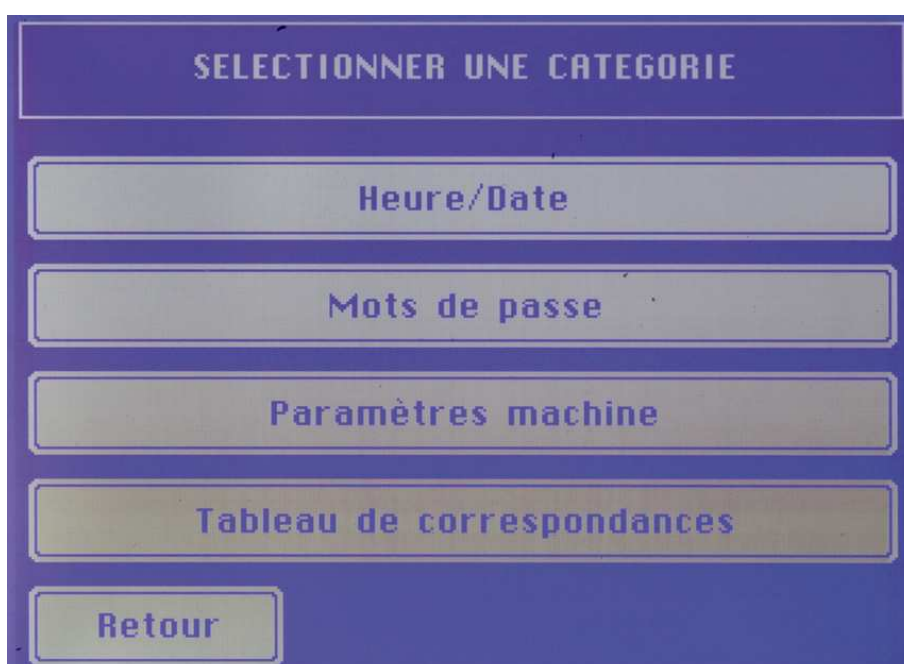 SELECTIONNER UNE CATEGORIE
Heure/Date
Mots de passe
Paramètres machine
Tableau de correspondances
Retour